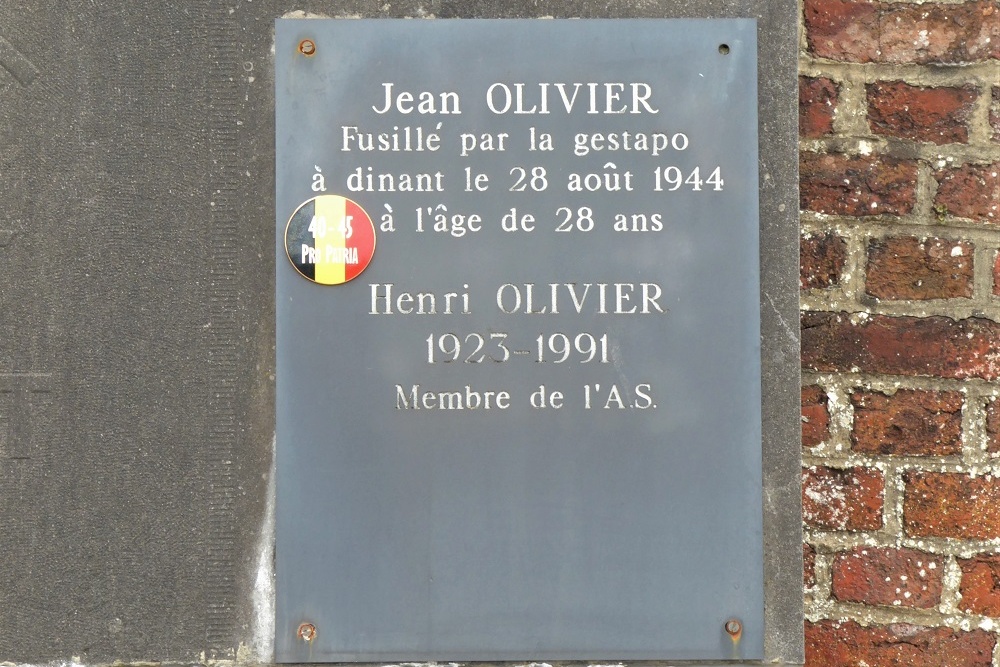 Jean OLIVIER
Fusillé par la gestapo
à dinant le 28 août 1944
à l'âge de 28 ans
40-45
PRO PATRIA
Henri OLIVIER
1923-1991
Membre de l'A.S.